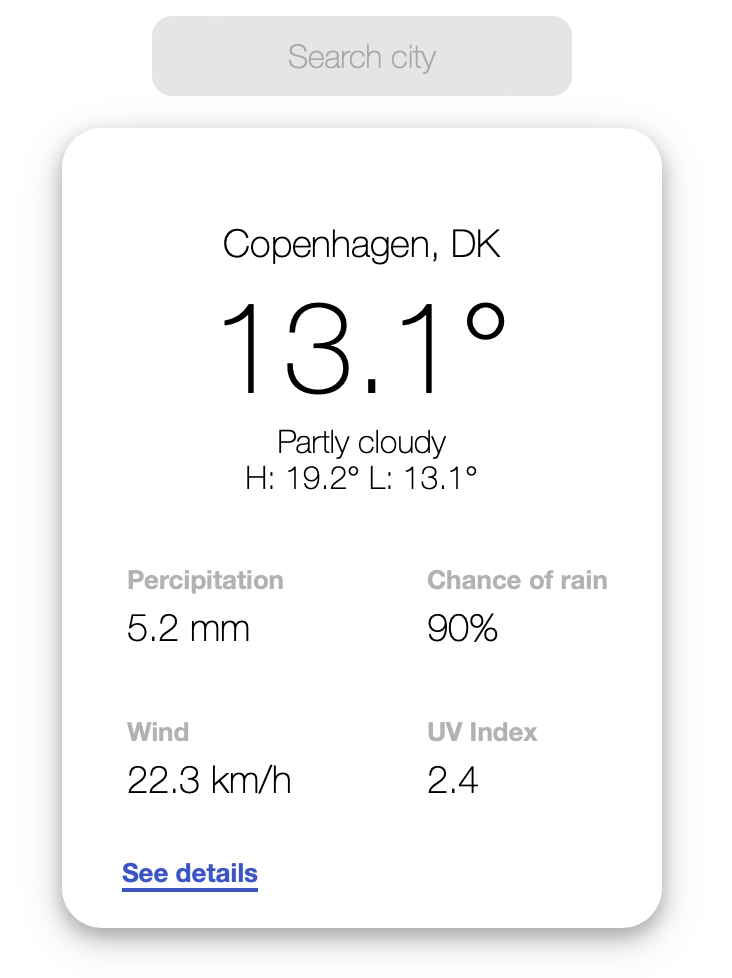 Search city
Copenhagen, DK
13.1°
Partly cloudy
H: 19.2° L: 13.1°
Percipitation
Chance of rain
5.2 mm
90%
Wind
UV Index
22.3 km/h
2.4
See details